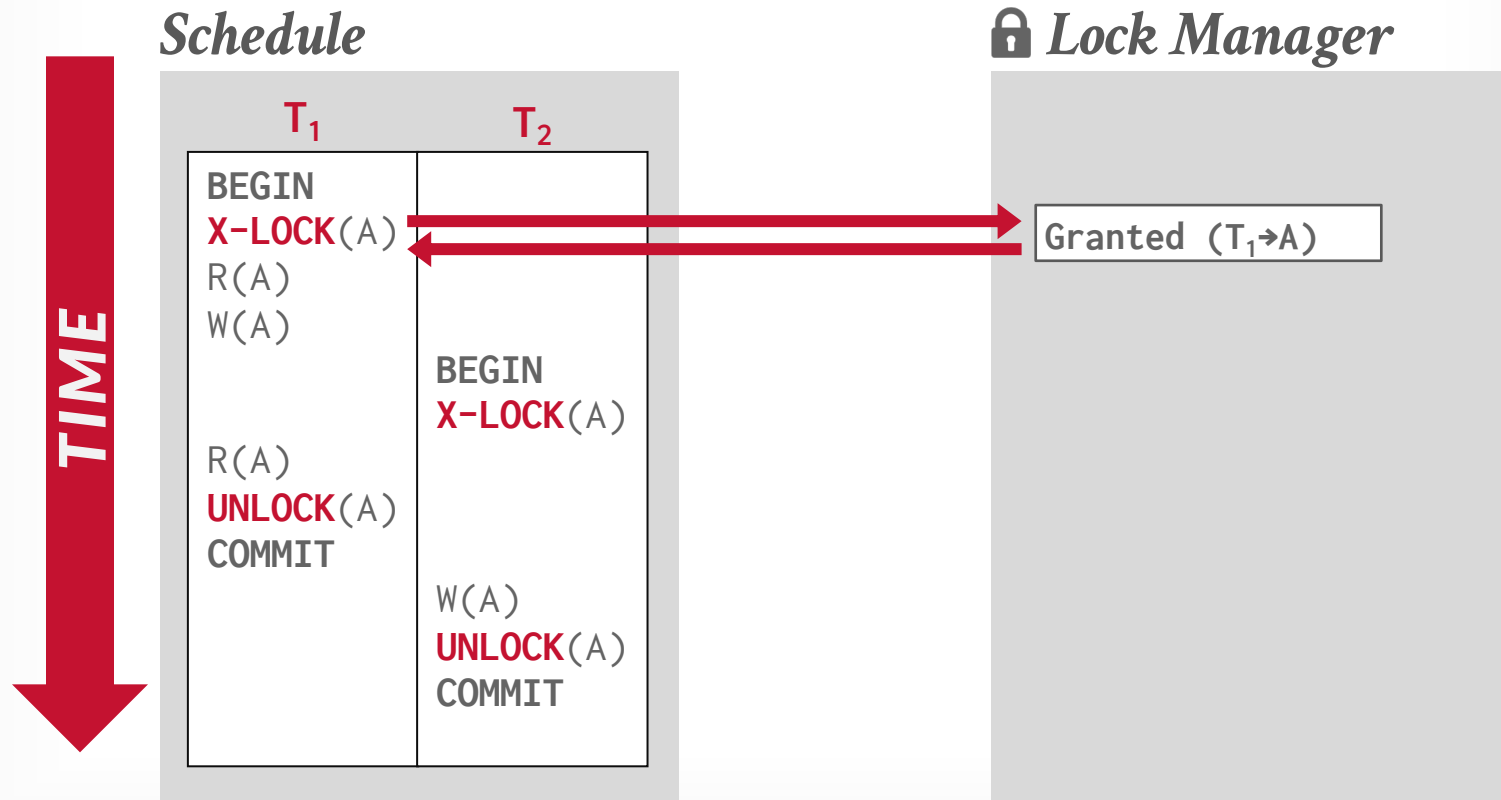 Schedule
Lock Manager
TIME
T₁
T₂
BEGIN
X-LOCK(A)
R(A)
W(A)
BEGIN
X-LOCK(A)
R(A)
UNLOCK(A)
COMMIT
W(A)
UNLOCK(A)
COMMIT
Granted (T₁→A)